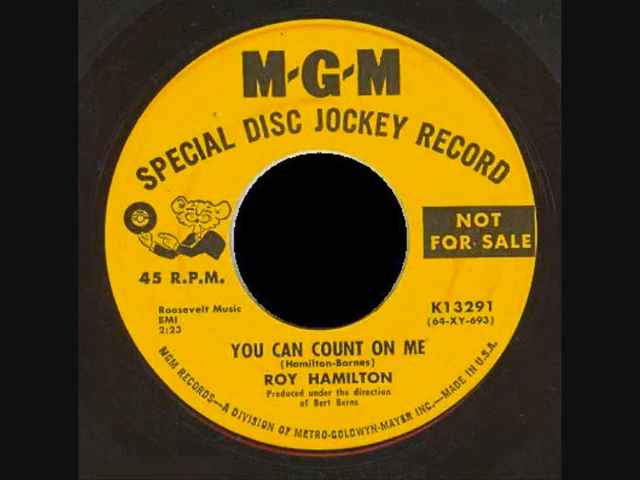 M-G-M
SPECIAL DISC JOCKEY RECORD
NOT
FOR SALE
45 R.P.M.
Roosevelt Music
BMI
2:23
K13291
(64-XY-693)
YOU CAN COUNT ON ME
(Hamilton-Barnes)
ROY HAMILTON
Produced under the direction
of Bert Berns
MGM RECORDS—A DIVISION OF METRO-GOLDWYN-MAYER INC.—MADE IN U.S.A.